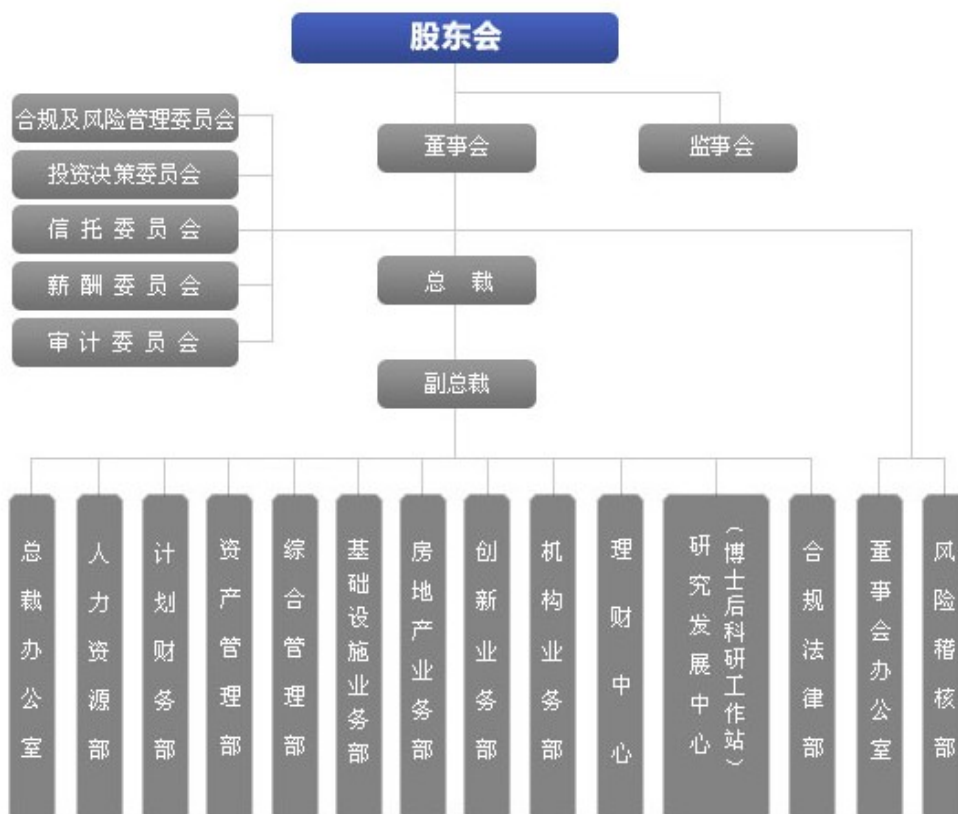 股东会
合规及风险管理委员会
投资决策委员会
信托委员会
薪酬委员会
审计委员会
董事会
监事会
总裁
副总裁
总裁办公室
人力资源部
计划财务部
资产管理部
综合管理部
基础设施业务部
房地产业务部
创新业务部
机构业务部
理财中心
研究发展中心
(博士后科研工作站)
合规法律部
董事会办公室
风险稽核部